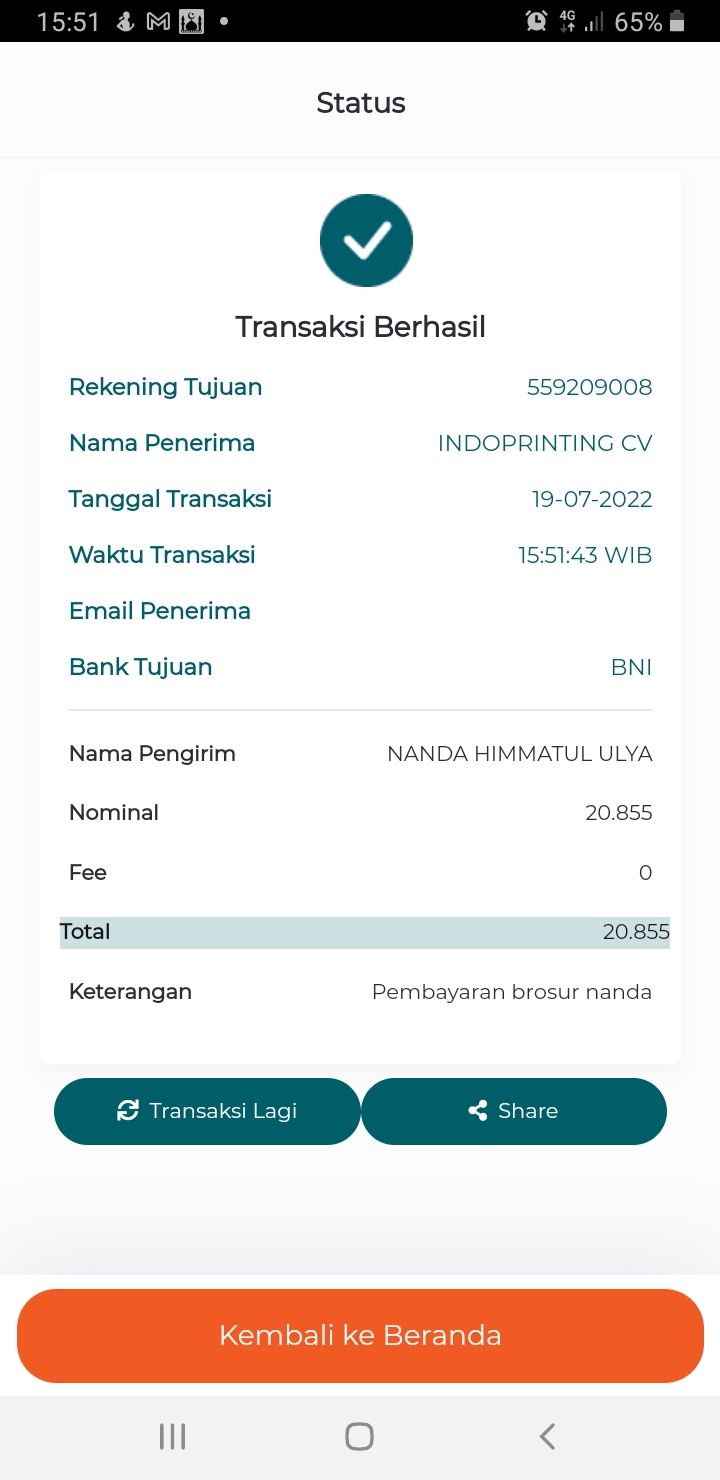 15:51 4G 65%
Status
Transaksi Berhasil
Rekening Tujuan 559209008
Nama Penerima INDOPRINTING CV
Tanggal Transaksi 19-07-2022
Waktu Transaksi 15:51:43 WIB
Email Penerima
Bank Tujuan BNI
Nama Pengirim NANDA HIMMATUL ULYA
Nominal 20.855
Fee 0
Total 20.855
Keterangan Pembayaran brosur nanda
Transaksi Lagi Share
Kembali ke Beranda